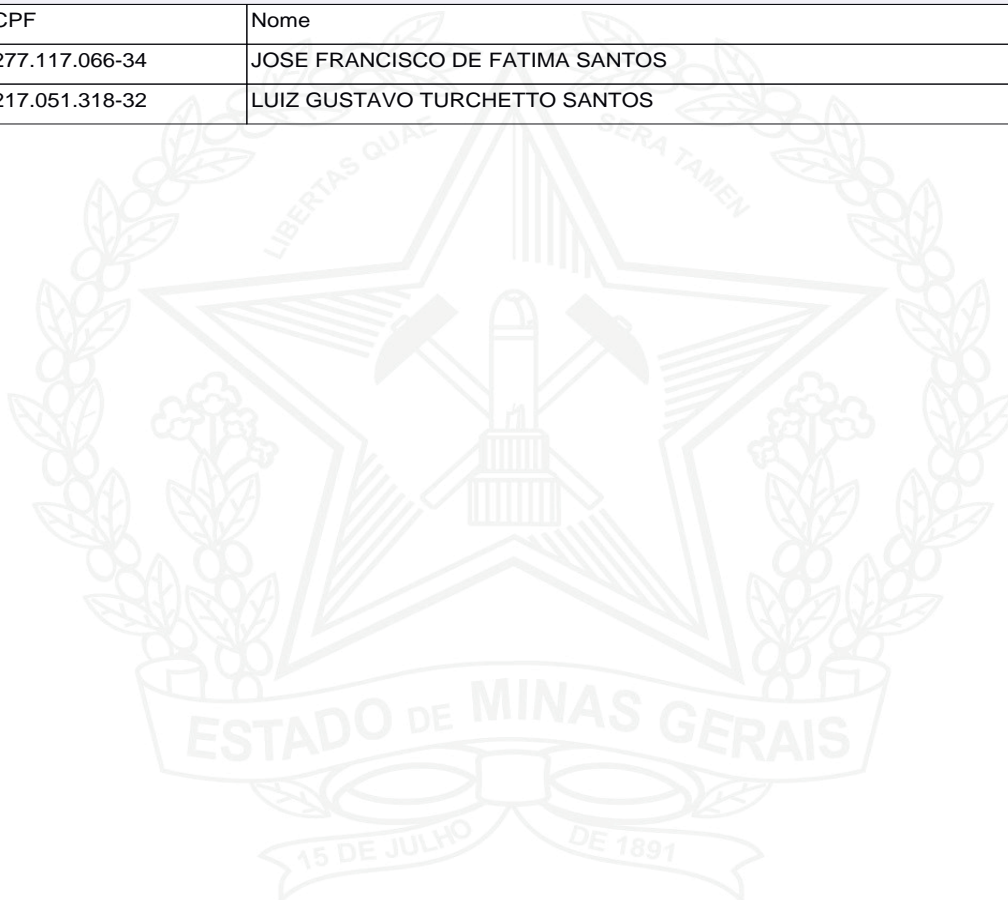 CPF Nome
277.117.066-34 JOSE FRANCISCO DE FATIMA SANTOS
217.051.318-32 LUIZ GUSTAVO TURCHETTO SANTOS
LIBERTAS QUAE SERA TAMEN
ESTADO DE MINAS GERAIS
15 DE JULHO DE 1891